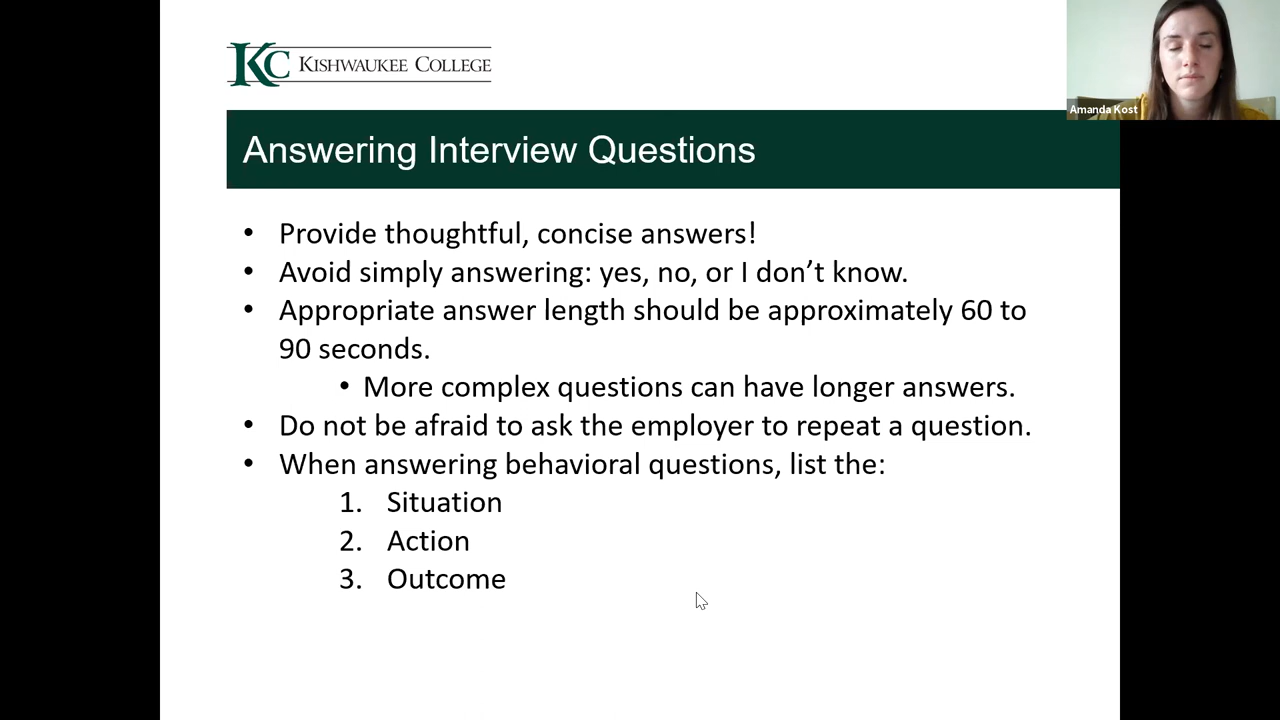 KC KISHWAUKEE COLLEGE
Amanda Kost
Answering Interview Questions
• Provide thoughtful, concise answers!
• Avoid simply answering: yes, no, or I don’t know.
• Appropriate answer length should be approximately 60 to
90 seconds.
• More complex questions can have longer answers.
• Do not be afraid to ask the employer to repeat a question.
• When answering behavioral questions, list the:
1. Situation
2. Action
3. Outcome